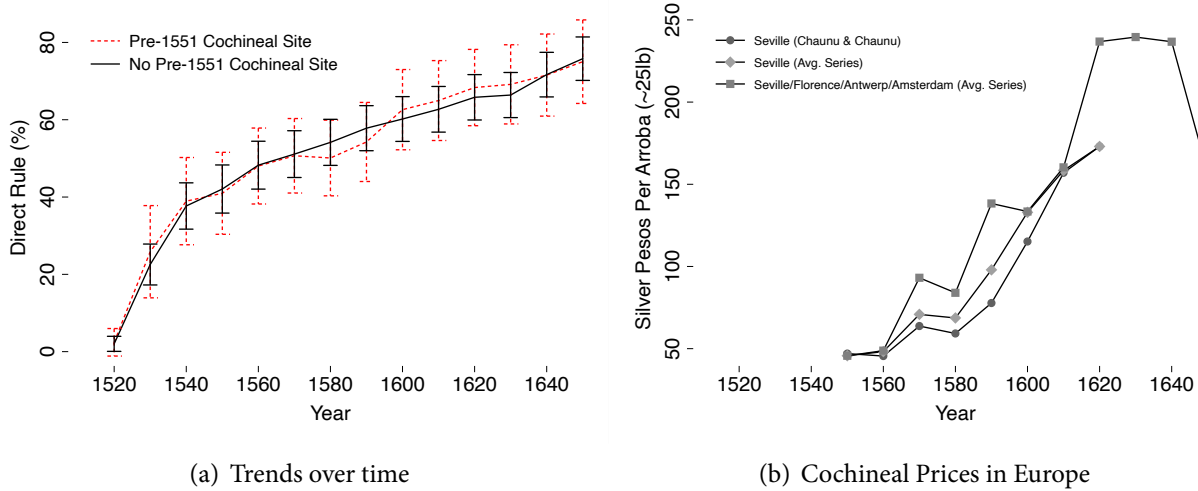 Direct Rule (%)
80
60
40
20
0
Pre-1551 Cochineal Site
No Pre-1551 Cochineal Site
1520 1540 1560 1580 1600 1620 1640
Year
(a) Trends over time
Silver Pesos Per Arroba (~25lb)
250
200
150
100
50
Seville (Chaunu & Chaunu)
Seville (Avg. Series)
Seville/Florence/Antwerp/Amsterdam (Avg. Series)
1520 1540 1560 1580 1600 1620 1640
Year
(b) Cochineal Prices in Europe